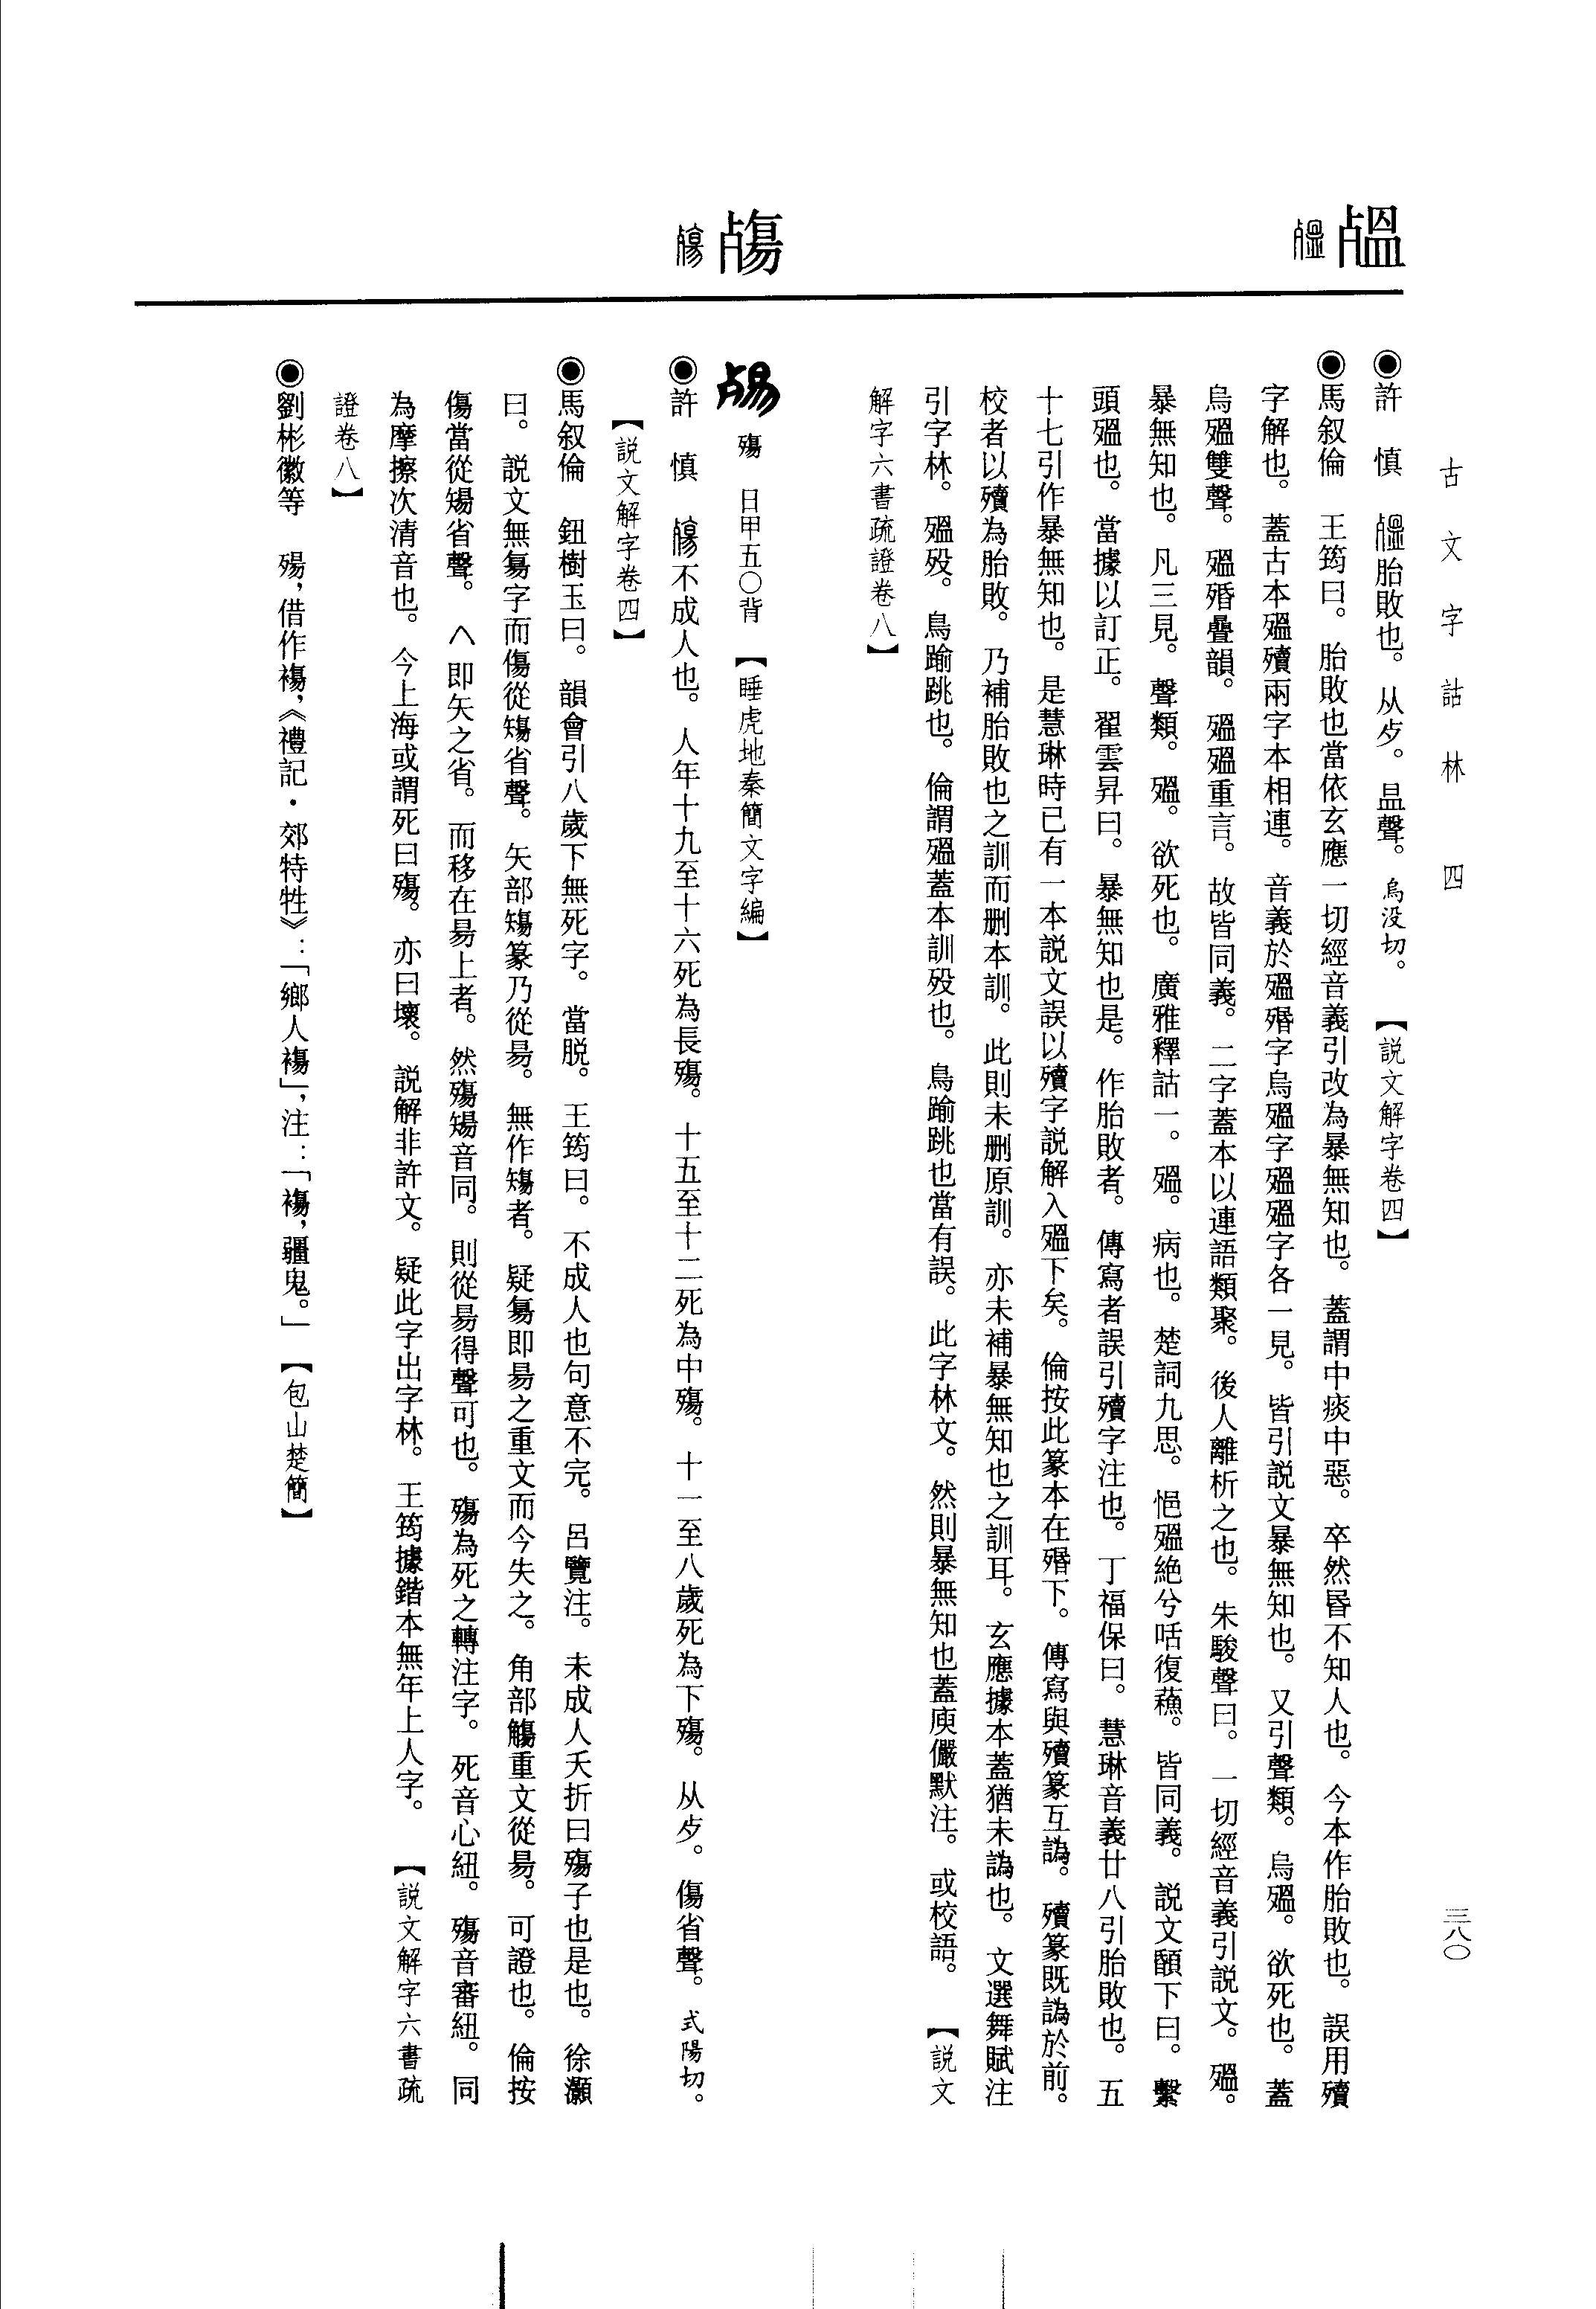 古文字詁林 四
三八〇
殟
◉許 慎 殟胎敗也。从歺。𥁕聲。烏没切。【説文解字卷四】
◉馬叙倫 王筠曰。胎敗也當依玄應一切經音義引改為暴無知也。蓋謂中痰中惡。卒然昏不知人也。今本作胎敗也。誤用殰
字解也。蓋古本殟殰兩字本相連。音義於殟殙字烏殟字殟殟字各一見。皆引説文暴無知也。又引聲類。烏殟。欲死也。蓋
烏殟雙聲。殟殙疊韻。殟殟重言。故皆同義。二字蓋本以連語類聚。後人離析之也。朱駿聲曰。一切經音義引説文。殟。
暴無知也。凡三見。聲類。殟。欲死也。廣雅釋詁一。殟。病也。楚詞九思。悒殟絶兮咶復蘓。皆同義。説文頢下曰。繫
頭殟也。當據以訂正。翟雲昇曰。暴無知也是。作胎敗者。傳寫者誤引殰字注也。丁福保曰。慧琳音義廿八引胎敗也。五
十七引作暴無知也。是慧琳時已有一本説文誤以殰字説解入殟下矣。倫按此篆本在殙下。傳寫與殰篆互譌。殰篆既譌於前。
校者以殰為胎敗。乃補胎敗也之訓而删本訓。此則未删原訓。亦未補暴無知也之訓耳。玄應據本蓋猶未譌也。文選舞賦注
引字林。殟歿。鳥踰跳也。倫謂殟蓋本訓歿也。鳥踰跳也當有誤。此字林文。然則暴無知也蓋庾儼默注。或校語。【説文
解字六書疏證卷八】
殤
殤 日甲五〇背 【睡虎地秦簡文字編】
◉許 慎 殤不成人也。人年十九至十六死為長殤。十五至十二死為中殤。十一至八歲死為下殤。从歺。傷省聲。式陽切。
【説文解字卷四】
◉馬叙倫 鈕樹玉曰。韻會引八歲下無死字。當脱。王筠曰。不成人也句意不完。呂覽注。未成人夭折曰殤子也是也。徐灝
曰。説文無昜字而傷從𥏻省聲。矢部𥏻篆乃從昜。無作𥏻者。疑𥏻即昜之重文而今失之。角部觴重文從昜。可證也。倫按
傷當從𥏻省聲。𠆢即矢之省。而移在昜上者。然殤𥏻音同。則從昜得聲可也。殤為死之轉注字。死音心紐。殤音審紐。同
為摩擦次清音也。今上海或謂死曰殤。亦曰壞。説解非許文。疑此字出字林。王筠據鍇本無年上人字。【説文解字六書疏
證卷八】
◉劉彬徽等 殤，借作禓，《禮記·郊特牲》：「鄉人禓」，注：「禓，疆鬼。」【包山楚簡】